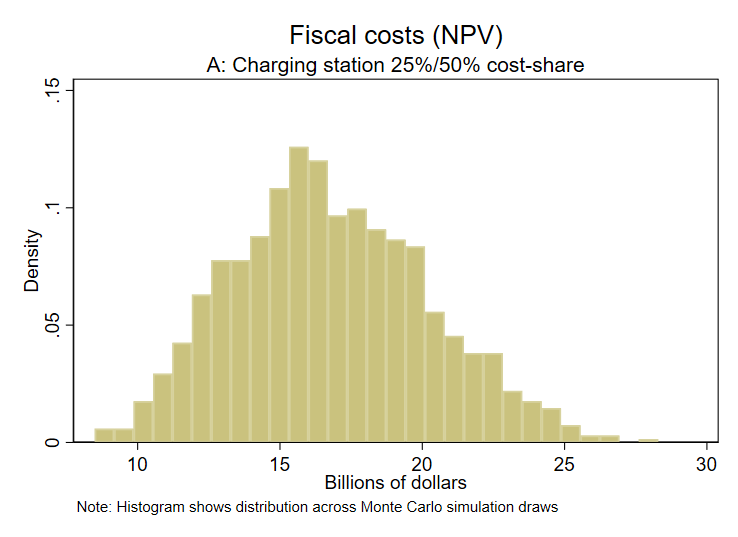 Fiscal costs (NPV)
A: Charging station 25%/50% cost-share
.15
.1
.05
0
Density
10 15 20 25 30
Billions of dollars
Note: Histogram shows distribution across Monte Carlo simulation draws